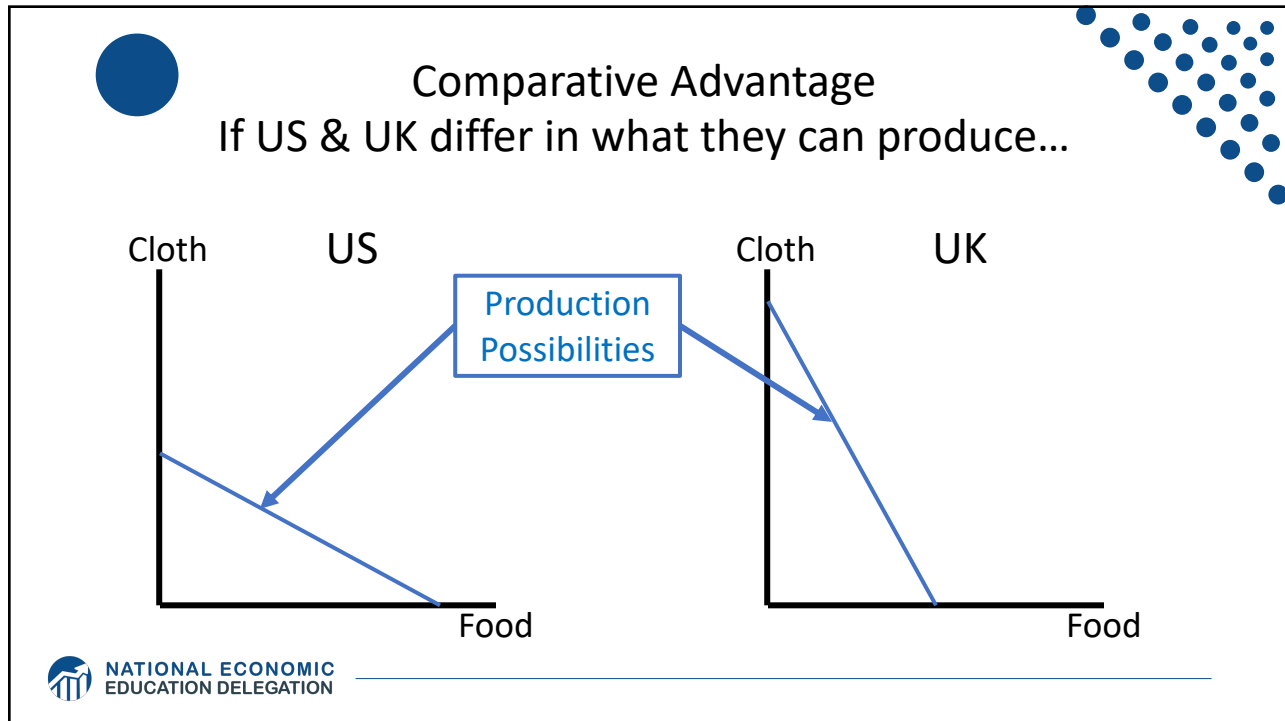 Comparative Advantage
If US & UK differ in what they can produce…
Cloth
US
Cloth
UK
Production
Possibilities
Food
Food
NATIONAL ECONOMIC
EDUCATION DELEGATION